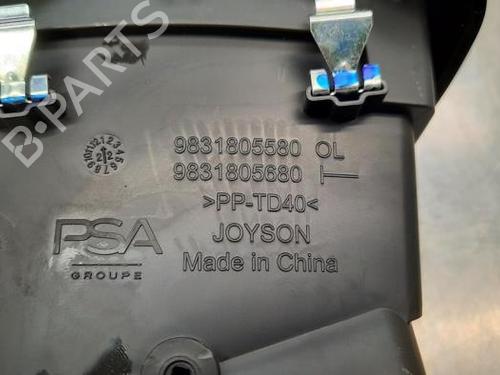 B-PARTS
9831805580 OL
9831805680
>PP-TD40<
PSA
JOYSON
GROUPE
Made in China